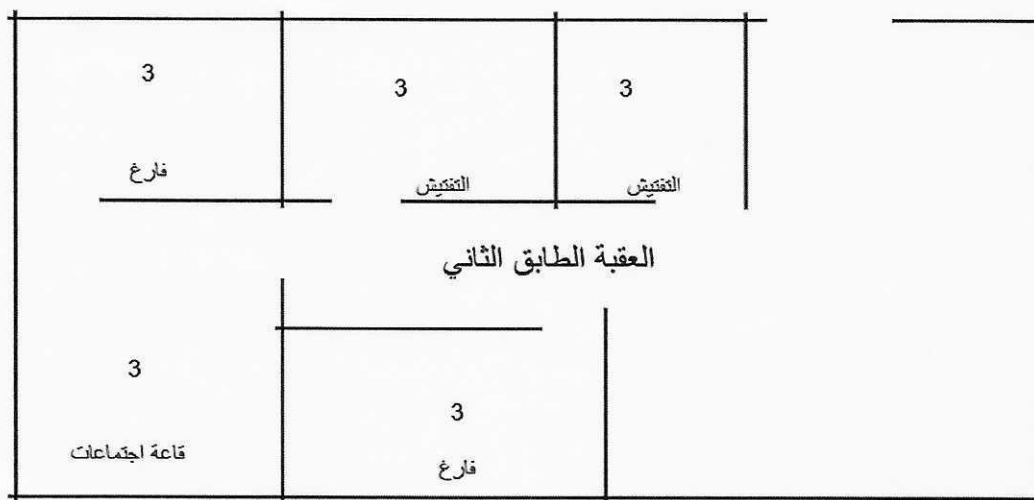 3
3
3
فارغ
التفتيش
التفتيش
العقبة الطابق الثاني
3
3
قاعة اجتماعات
فارغ